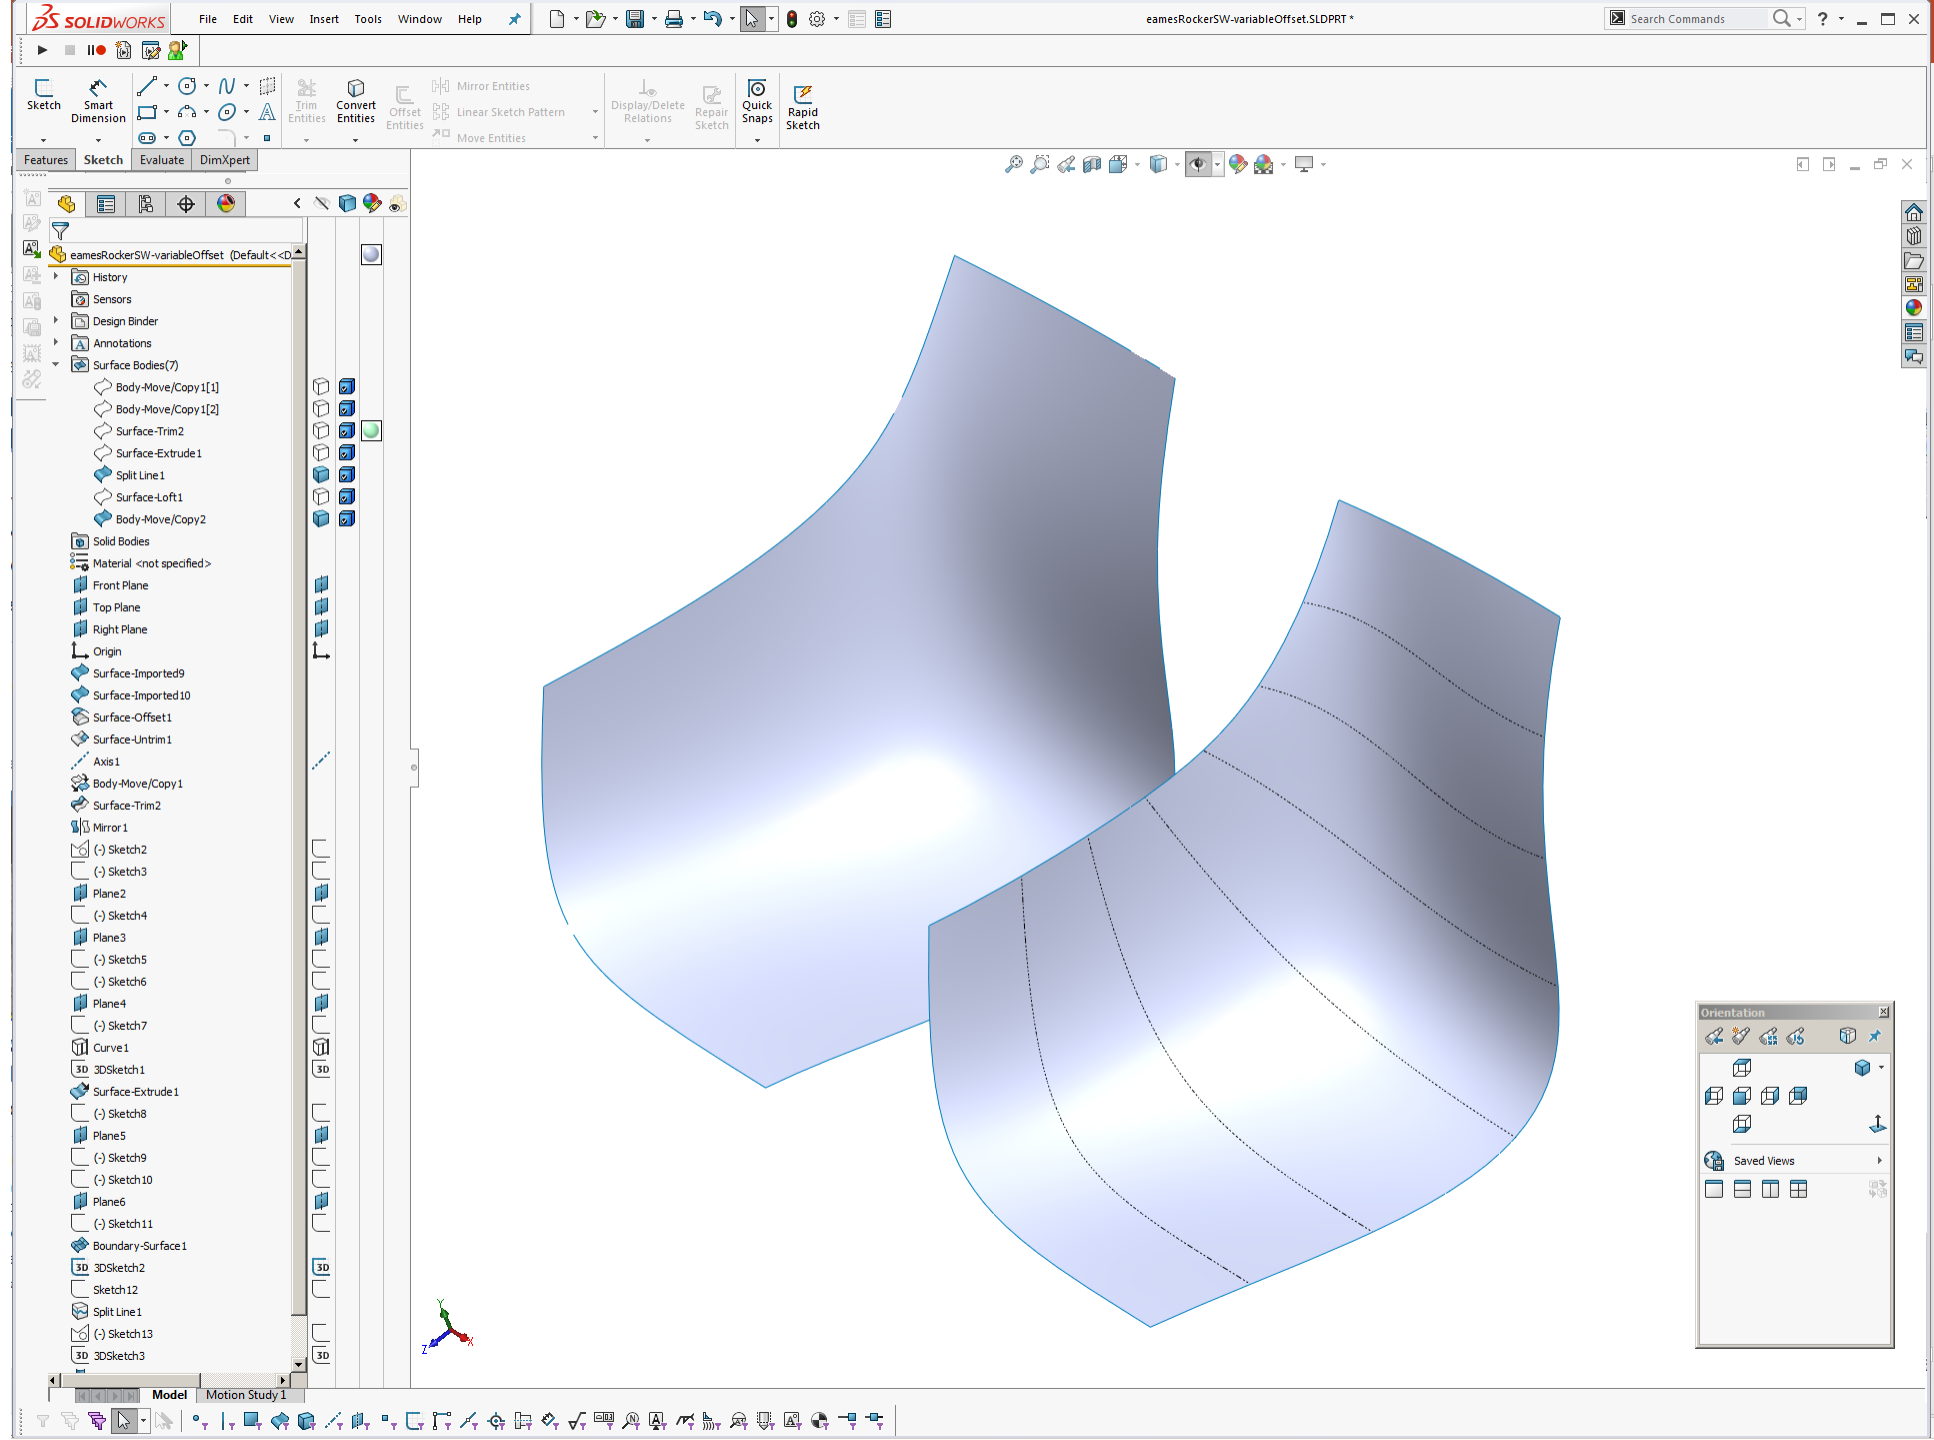 SOLIDWORKS File Edit View Insert Tools Window Help eamesRockerSW-variableOffset.SLDPRT * Search Commands ?
Sketch Smart Dimension Trim Entities Convert Entities Offset Entities Mirror Entities Linear Sketch Pattern Move Entities Display/Delete Relations Repair Sketch Quick Snaps Rapid Sketch
Features Sketch Evaluate DimXpert
eamesRockerSW-variableOffset (Default<<D
History
Sensors
Design Binder
Annotations
Surface Bodies(7)
Body-Move/Copy1[1]
Body-Move/Copy1[2]
Surface-Trim2
Surface-Extrude1
Split Line1
Surface-Loft1
Body-Move/Copy2
Solid Bodies
Material <not specified>
Front Plane
Top Plane
Right Plane
Origin
Surface-Imported9
Surface-Imported10
Surface-Offset1
Surface-Untrim1
Axis1
Body-Move/Copy1
Surface-Trim2
Mirror1
(-) Sketch2
(-) Sketch3
Plane2
(-) Sketch4
Plane3
(-) Sketch5
(-) Sketch6
Plane4
(-) Sketch7
Curve1
3D 3DSketch1 3D
Surface-Extrude1
(-) Sketch8
Plane5
(-) Sketch9
(-) Sketch10
Plane6
(-) Sketch11
Boundary-Surface1
3D 3DSketch2 3D
Sketch12
Split Line1
(-) Sketch13
3D 3DSketch3 3D
Y
X
Z
Orientation
Saved Views
Model Motion Study 1